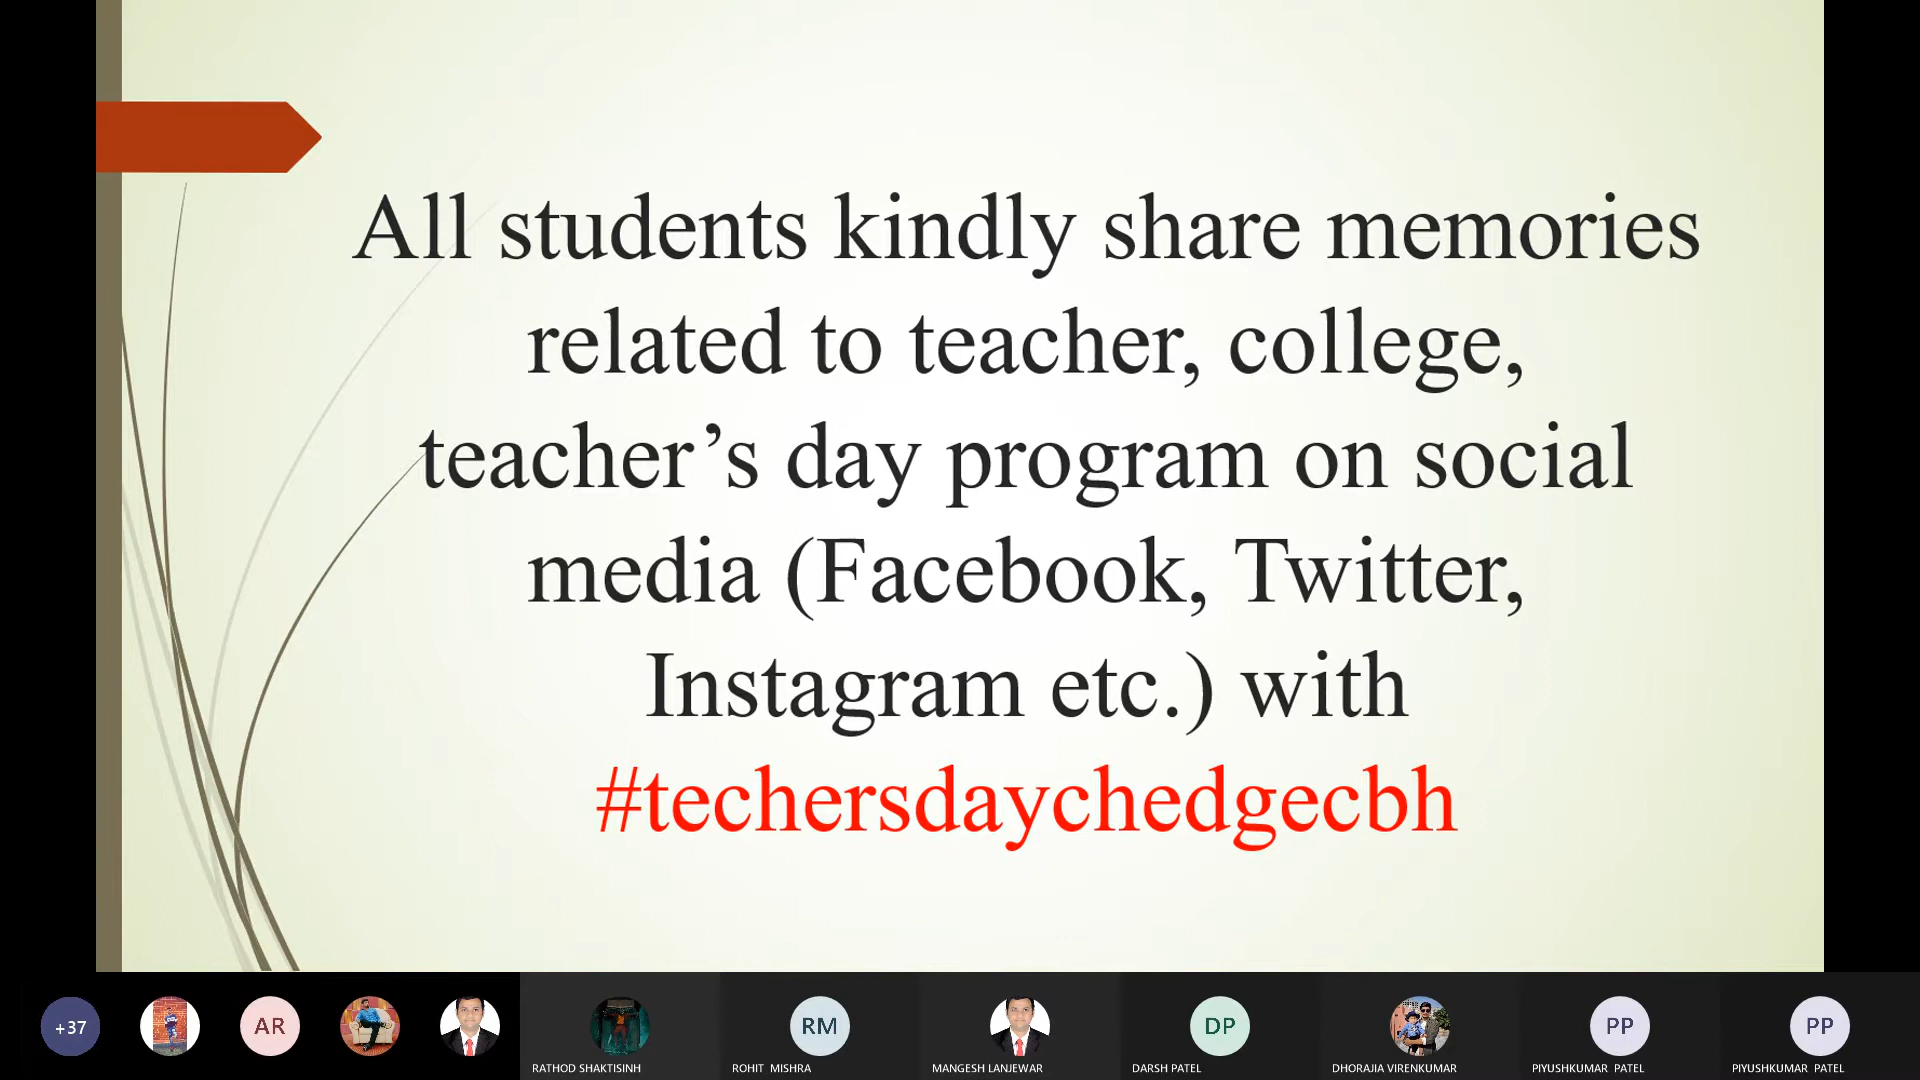 All students kindly share memories
related to teacher, college,
teacher’s day program on social
media (Facebook, Twitter,
Instagram etc.) with
#techersdaychedgecbh
+37
AR
RM
DP
PP
PP
RATHOD SHAKTISINH
ROHIT MISHRA
MANGESH LANJEWAR
DARSH PATEL
DHORAJIA VIRENKUMAR
PIYUSHKUMAR PATEL
PIYUSHKUMAR PATEL